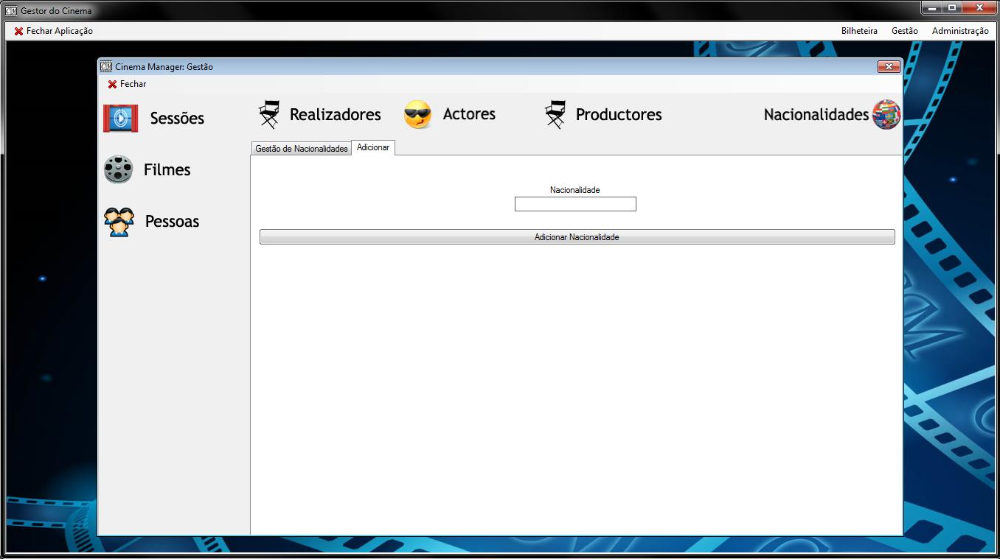 Gestor do Cinema
Fechar Aplicação
Bilheteira Gestão Administração
Cinema Manager: Gestão
Fechar
Sessões
Filmes
Pessoas
Realizadores Actores Productores Nacionalidades
Gestão de Nacionalidades Adicionar
Nacionalidade
Adicionar Nacionalidade